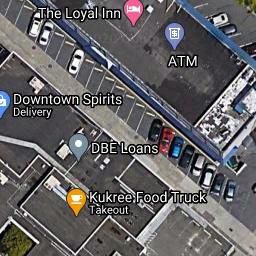 The Loyal Inn
ATM
Downtown Spirits
Delivery
DBE Loans
Kukree Food Truck
Takeout